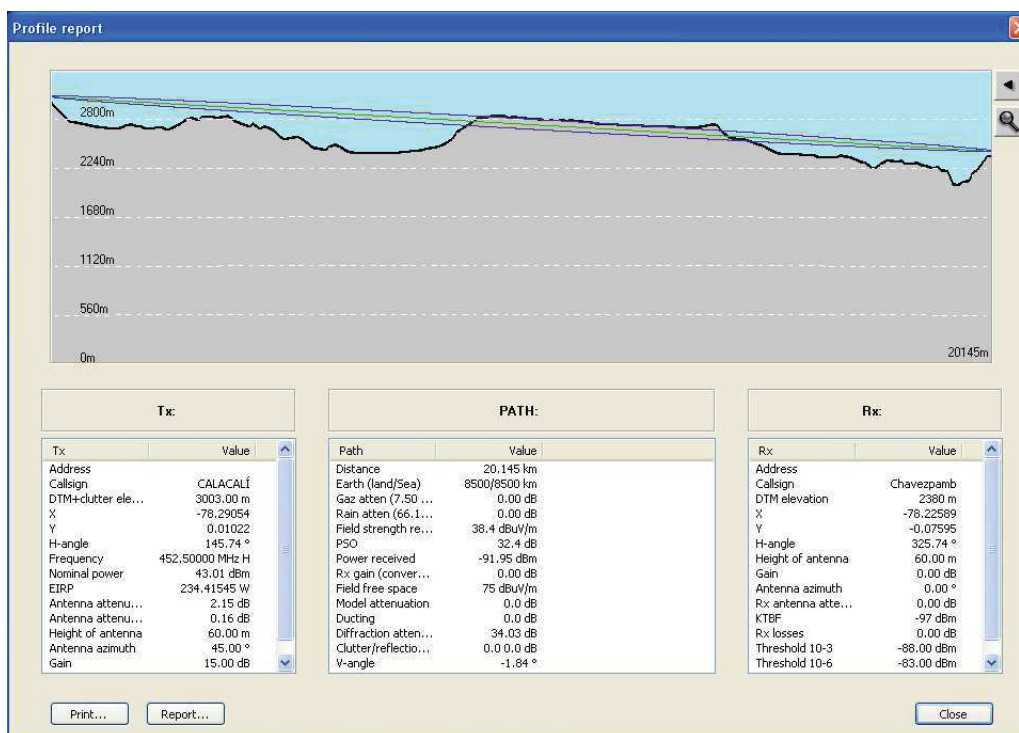 Profile report
2800m
2240m
1680m
1120m
560m
0m
20145m
Tx:
Tx Value
Address
Callsign CALACALÍ
DTM+clutter ele... 3003.00 m
X -78.29054
Y 0.01022
H-angle 145.74 °
Frequency 452.50000 MHz H
Nominal power 43.01 dBm
EIRP 234.41545 W
Antenna attenu... 2.15 dB
Antenna attenu... 0.16 dB
Height of antenna 60.00 m
Antenna azimuth 45.00 °
Gain 15.00 dB
PATH:
Path Value
Distance 20.145 km
Earth (land/Sea) 8500/8500 km
Gaz atten (7.50 ... 0.00 dB
Rain atten (66.1... 0.00 dB
Field strength re... 38.4 dBuV/m
PSO 32.4 dB
Power received -91.95 dBm
Rx gain (conver... 0.00 dB
Field free space 75 dBuV/m
Model attenuation 0.0 dB
Ducting 0.0 dB
Diffraction atten... 34.03 dB
Clutter/reflectio... 0.0 0.0 dB
V-angle -1.84 °
Rx:
Rx Value
Address
Callsign Chavezpamb
DTM elevation 2380 m
X -78.22589
Y -0.07595
H-angle 325.74 °
Height of antenna 60.00 m
Gain 0.00 dB
Antenna azimuth 0.00 °
Rx antenna atte... 0.00 dB
KTBF -97 dBm
Rx losses 0.00 dB
Threshold 10-3 -88.00 dBm
Threshold 10-6 -83.00 dBm
Print... Report... Close